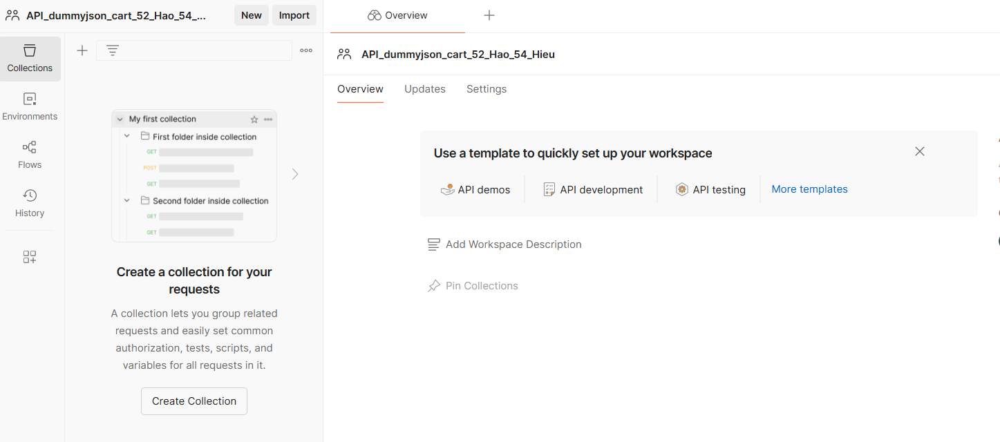 API_dummyjson_cart_52_Hao_54_...
New
Import
Overview
Collections
Environments
Flows
History
My first collection
First folder inside collection
GET
POST
GET
Second folder inside collection
GET
GET
Create a collection for your
requests
A collection lets you group related
requests and easily set common
authorization, tests, scripts, and
variables for all requests in it.
Create Collection
API_dummyjson_cart_52_Hao_54_Hieu
Overview
Updates
Settings
Use a template to quickly set up your workspace
API demos
API development
API testing
More templates
Add Workspace Description
Pin Collections